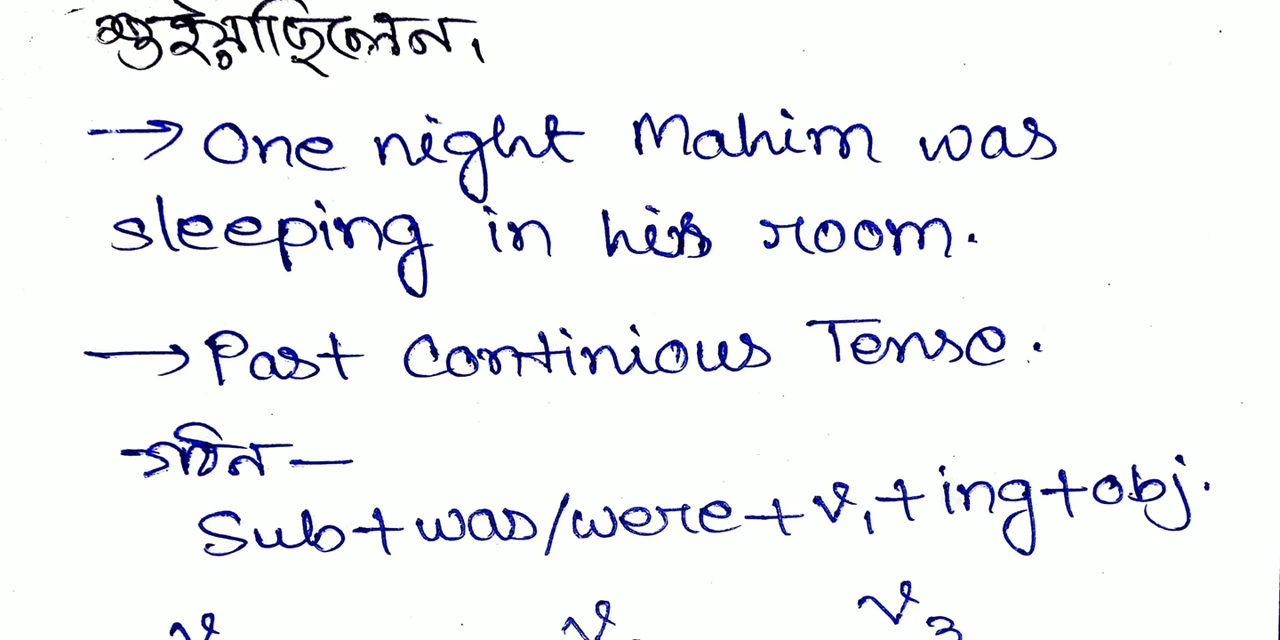 শুইয়াছিলেন।
→ One night Mahim was
sleeping in his room.
→ Past Continious Tense.
গঠন —
Sub + was/were + v₁ + ing + obj.
v v v₃